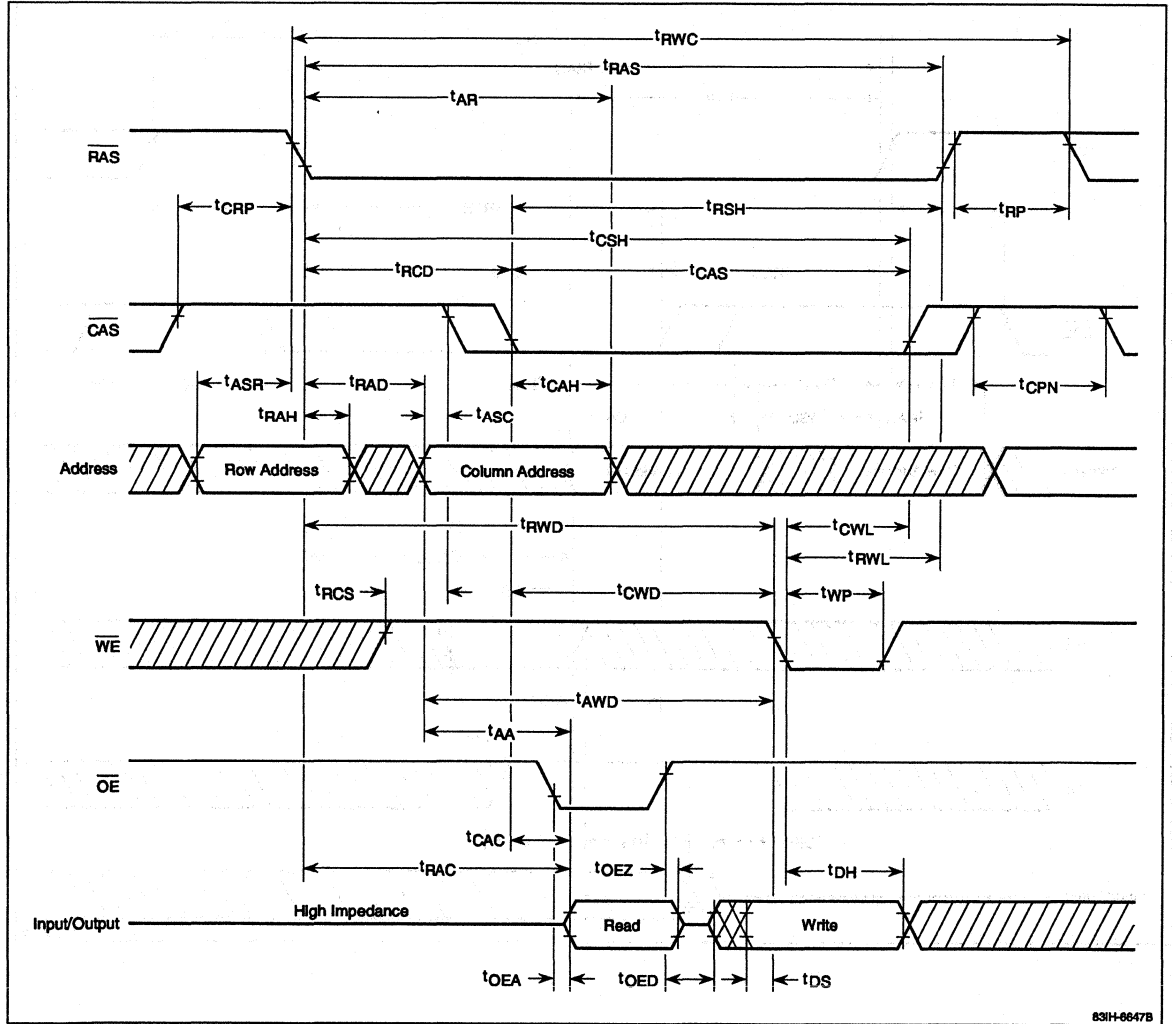 tRWC
tRAS
tAR
RAS
tCRP
tRSH
tRP
tCSH
tRCD
tCAS
CAS
tASR
tRAD
tCAH
tCPN
tRAH
tASC
Address
Row Address
Column Address
tRWD
tCWL
tRWL
tRCS
tCWD
tWP
WE
tAWD
tAA
OE
tCAC
tRAC
tOEZ
tDH
High Impedance
Input/Output
Read
Write
tOEA
tOED
tDS
83IH-6647B